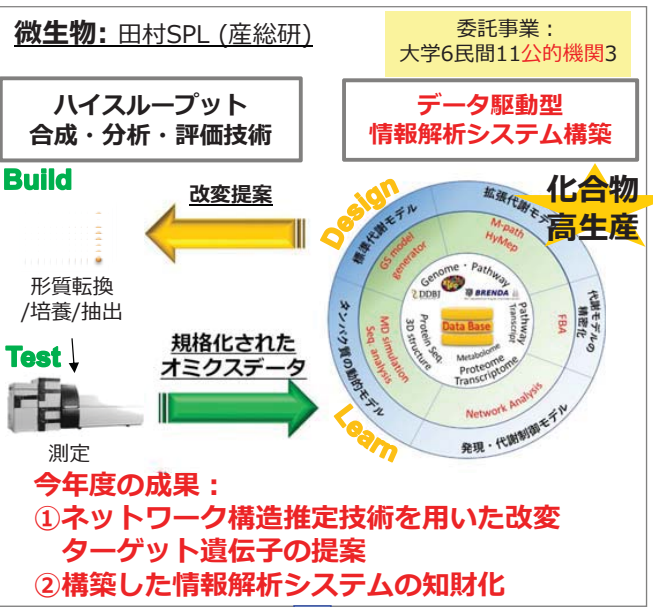 微生物: 田村SPL (産総研)
委託事業：
大学6民間11公的機関3
ハイスループット
合成・分析・評価技術
データ駆動型
情報解析システム構築
Build
改変提案
形質転換
/培養/抽出
Test
規格化された
オミクスデータ
測定
Design
Learn
化合物
高生産
標準代謝モデル
拡張代謝モデ
代謝モデルの
精密化
発現・代謝制御モデル
タンパク質の動的モデル
GS model
generator
M-path
HyMep
FBA
Network Analysis
MD simulation
Seq. analysis
Genome・Pathway
DDBJ
BRENDA
Pathway
Transcript
Data Base
Protein Seq.
3D structure
Metabolome
Proteome
Transcriptome
今年度の成果：
①ネットワーク構造推定技術を用いた改変
ターゲット遺伝子の提案
②構築した情報解析システムの知財化